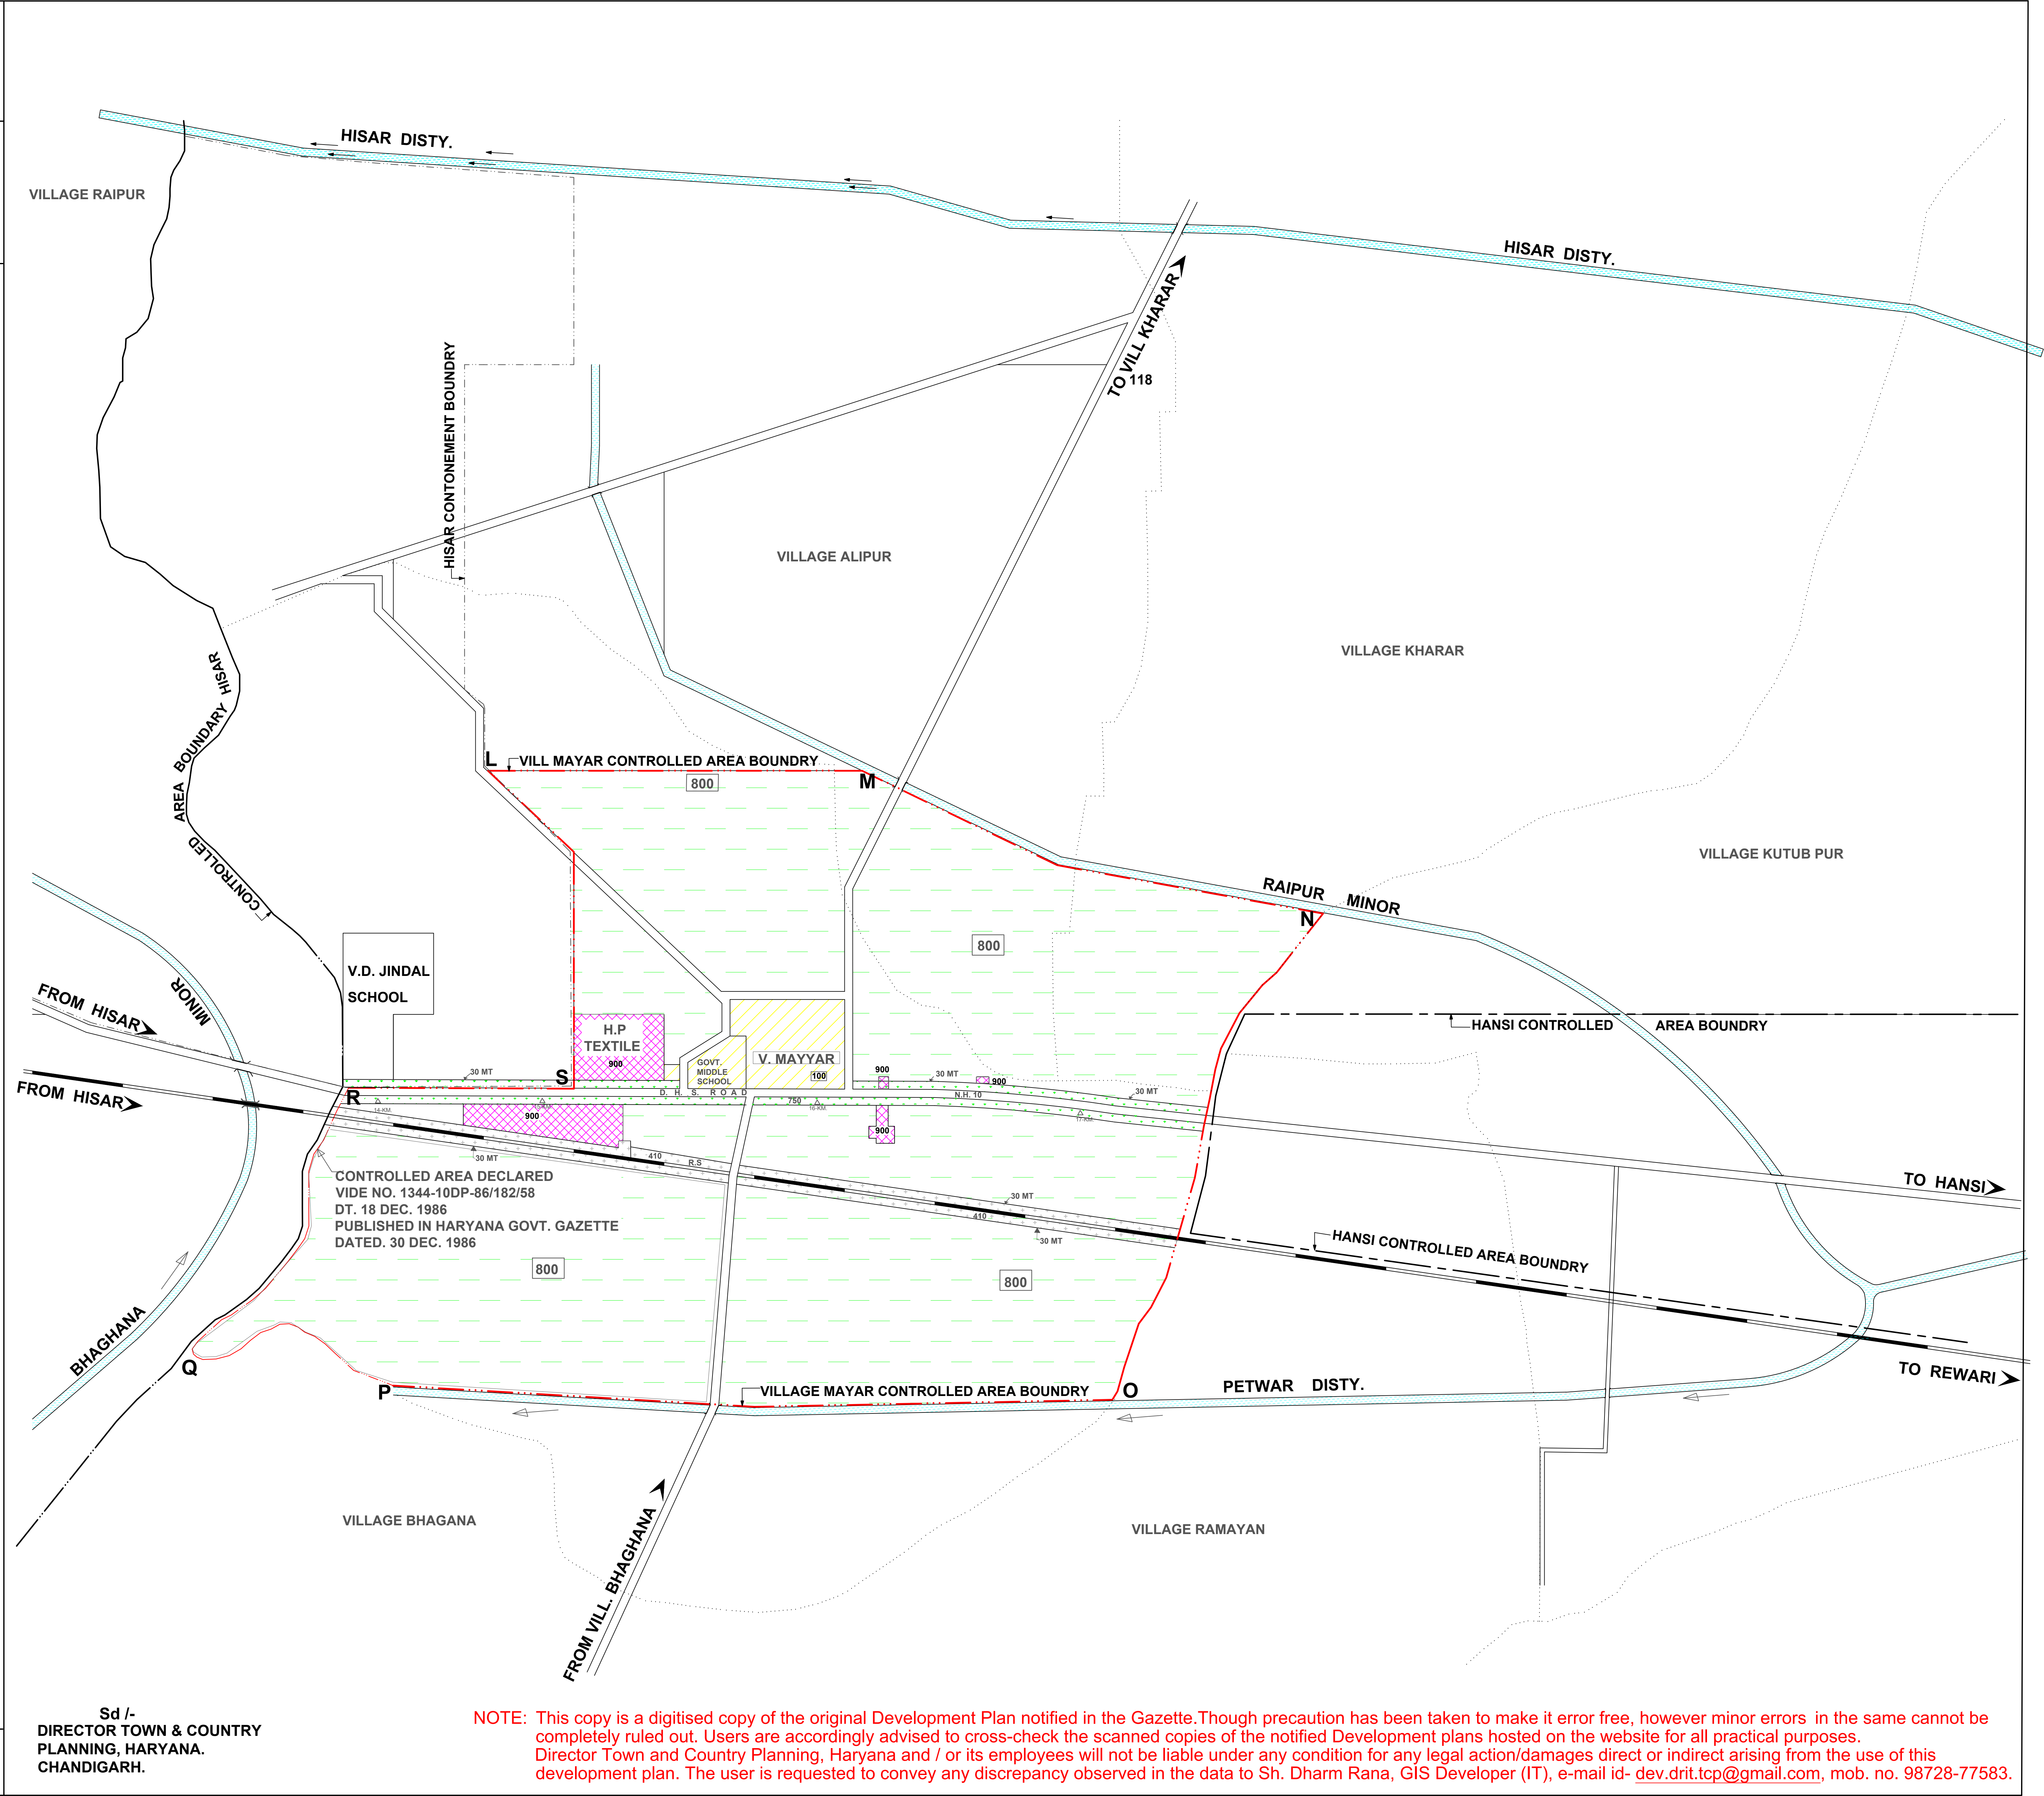 HISAR DISTY.
VILLAGE RAIPUR
HISAR DISTY.
TO VILL KHARAR
118
HISAR CONTONEMENT BOUNDRY
VILLAGE ALIPUR
VILLAGE KHARAR
CONTROLLED AREA BOUNDARY HISAR
L
VILL MAYAR CONTROLLED AREA BOUNDRY
M
800
VILLAGE KUTUB PUR
RAIPUR MINOR
N
800
V.D. JINDAL
SCHOOL
FROM HISAR
MINOR
H.P
TEXTILE
900
HANSI CONTROLLED AREA BOUNDRY
V. MAYYAR
100
GOVT.
MIDDLE
SCHOOL
900
900
30 MT
30 MT
30 MT
S
R
FROM HISAR
D. H. S. ROAD
N.H. 10
750
14-KM.
15-KM.
16-KM.
17-KM.
900
900
410
R.S
30 MT
CONTROLLED AREA DECLARED
VIDE NO. 1344-10DP-86/182/58
DT. 18 DEC. 1986
PUBLISHED IN HARYANA GOVT. GAZETTE
DATED. 30 DEC. 1986
30 MT
410
30 MT
TO HANSI
HANSI CONTROLLED AREA BOUNDRY
800
800
BHAGHANA
Q
P
VILLAGE MAYAR CONTROLLED AREA BOUNDRY
O
PETWAR DISTY.
TO REWARI
VILLAGE BHAGANA
VILLAGE RAMAYAN
FROM VILL. BHAGHANA
Sd /-
DIRECTOR TOWN & COUNTRY
PLANNING, HARYANA.
CHANDIGARH.
NOTE: This copy is a digitised copy of the original Development Plan notified in the Gazette.Though precaution has been taken to make it error free, however minor errors in the same cannot be
completely ruled out. Users are accordingly advised to cross-check the scanned copies of the notified Development plans hosted on the website for all practical purposes.
Director Town and Country Planning, Haryana and / or its employees will not be liable under any condition for any legal action/damages direct or indirect arising from the use of this
development plan. The user is requested to convey any discrepancy observed in the data to Sh. Dharm Rana, GIS Developer (IT), e-mail id- dev.drit.tcp@gmail.com, mob. no. 98728-77583.